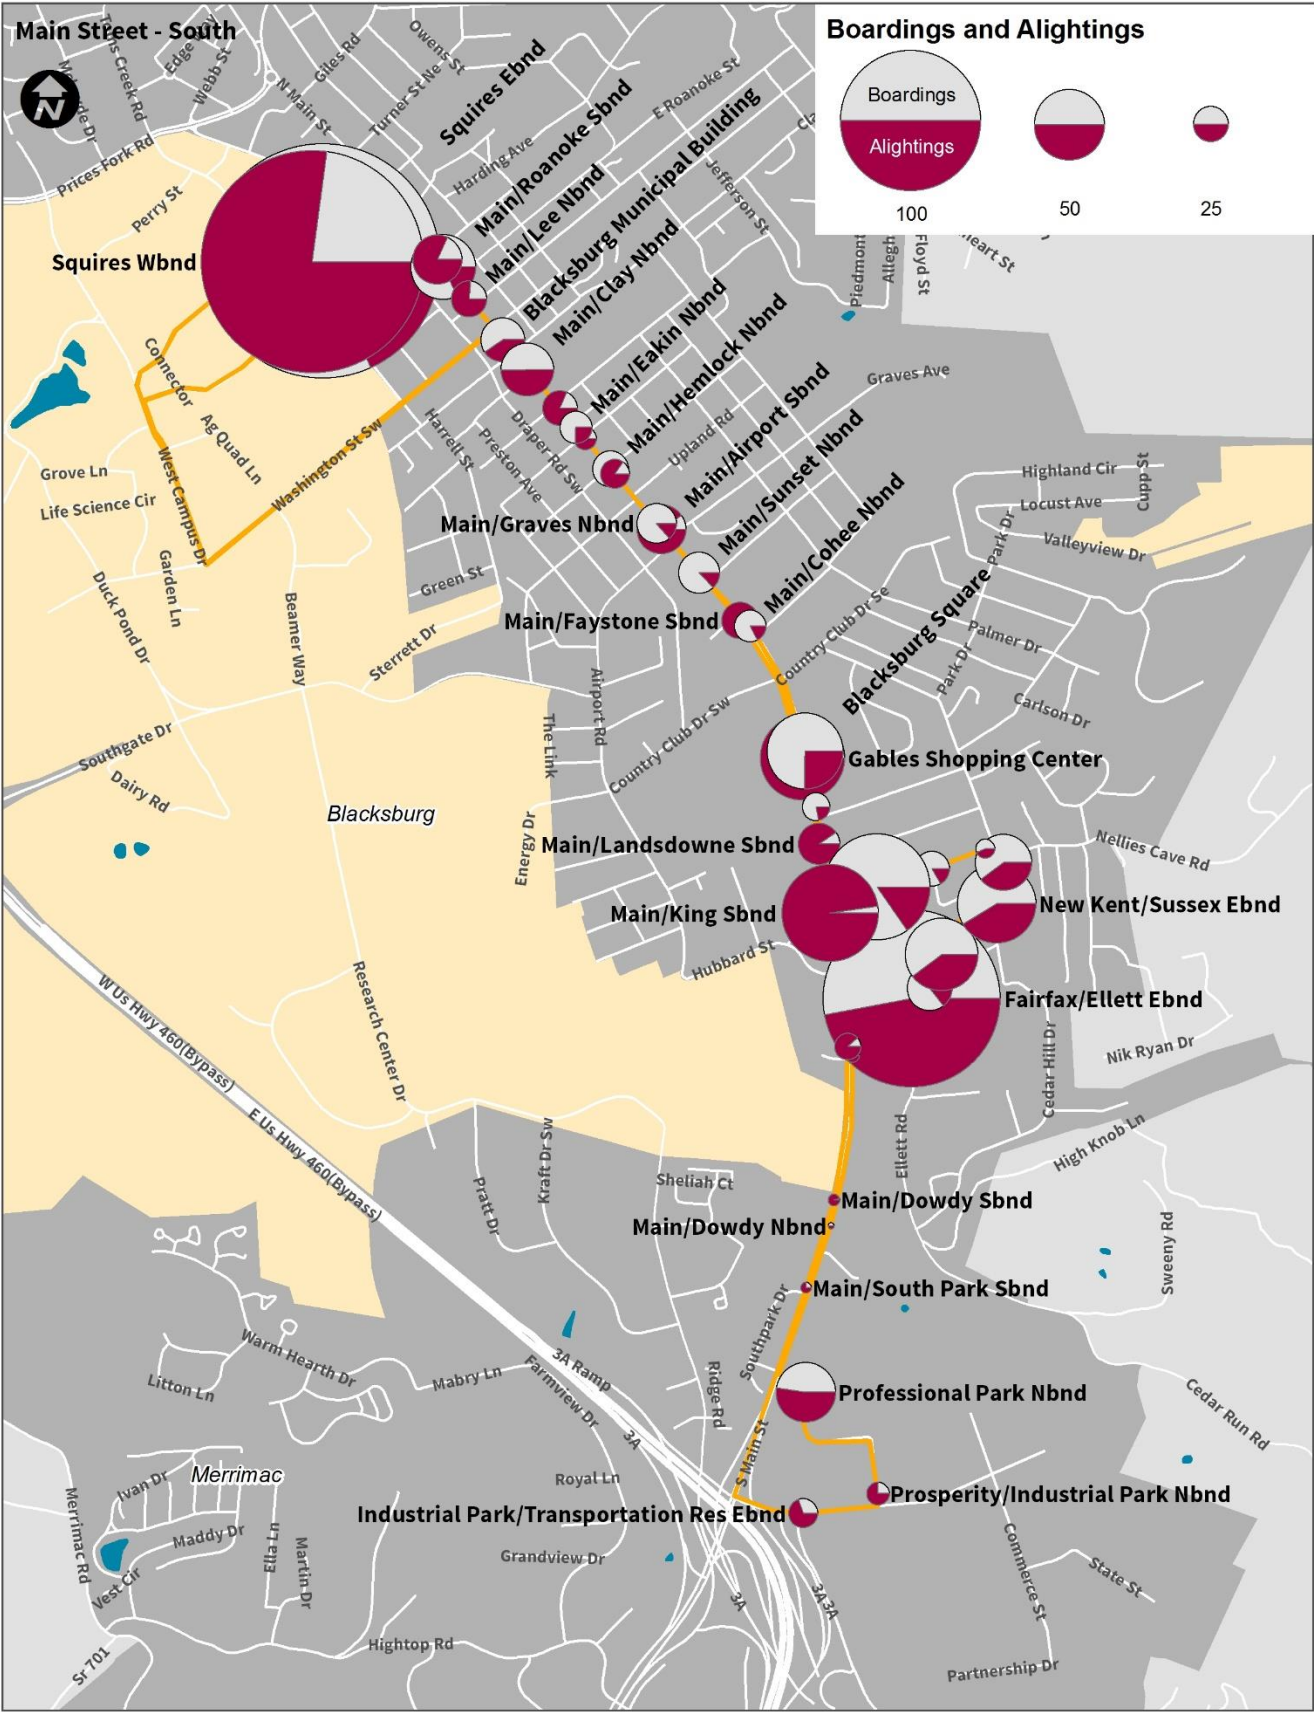 Main Street - South
Boardings and Alightings
Boardings
Alightings
100
50
25
N
Edge Way
Webb St
Giles Rd
Owens St
N Main St
Turner St Ne
Squires Ebnd
E Roanoke St
Harding Ave
Main/Roanoke Sbnd
Blacksburg Municipal Building
Prices Fork Rd
Perry St
Main/Lee Nbnd
Jefferson St
Main/Clay Nbnd
Piedmont
Allegh
Floyd St
Squires Wbnd
Main/Eakin Nbnd
Main/Hemlock Nbnd
Connector
Ag Quad Ln
Harrell St
Preston Ave
Draper Rd Sw
Upland Rd
Graves Ave
Main/Airport Sbnd
Washington St Sw
West Campus Dr
Grove Ln
Life Science Cir
Main/Sunset Nbnd
Highland Cir
Cupp St
Locust Ave
Park Dr
Valleyview Dr
Main/Graves Nbnd
Main/Cohee Nbnd
Duck Pond Dr
Garden Ln
Beamer Way
Green St
Sterrett Dr
Main/Faystone Sbnd
Country Club Dr Se
Blacksburg Square
Palmer Dr
Park Dr
Carlson Dr
Airport Rd
The Link
Country Club Dr Sw
Southgate Dr
Dairy Rd
Gables Shopping Center
Blacksburg
Energy Dr
Main/Landsdowne Sbnd
Nellies Cave Rd
Main/King Sbnd
New Kent/Sussex Ebnd
Hubbard St
Fairfax/Ellett Ebnd
W Us Hwy 460(Bypass)
Research Center Dr
Cedar Hill Dr
Nik Ryan Dr
E Us Hwy 460(Bypass)
Ellett Rd
High Knob Ln
Pratt Dr
Kraft Dr Sw
Sheliah Ct
Main/Dowdy Sbnd
Main/Dowdy Nbnd
Sweeny Rd
Main/South Park Sbnd
Southpark Dr
Warm Hearth Dr
Litton Ln
Mabry Ln
3A Ramp
Farmview Dr
3A
Ridge Rd
S Main St
Professional Park Nbnd
Cedar Run Rd
Merrimac
Ivan Dr
Royal Ln
Prosperity/Industrial Park Nbnd
Industrial Park/Transportation Res Ebnd
Merrimac Rd
Maddy Dr
Ella Ln
Martin Dr
Vest Cir
Grandview Dr
3A
3A
3A
Commerce St
State St
Hightop Rd
Sr 701
Partnership Dr